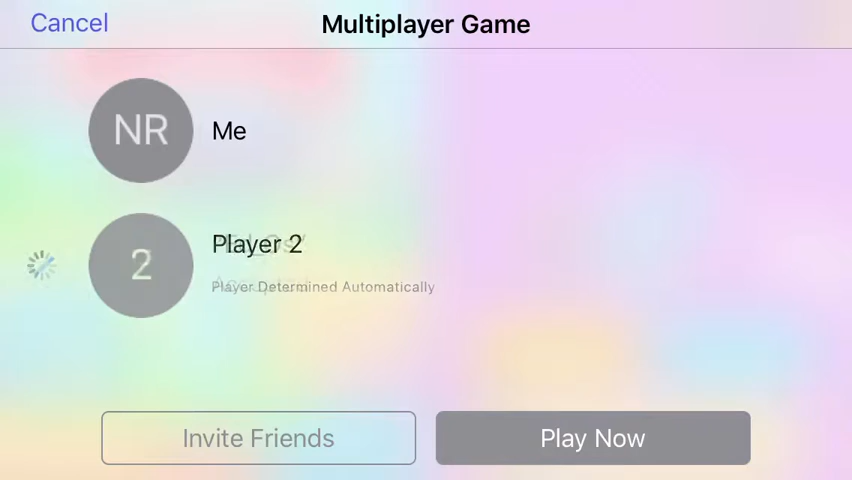 Cancel
Multiplayer Game
NR
Me
Player 2
2
Player Determined Automatically
Invite Friends
Play Now